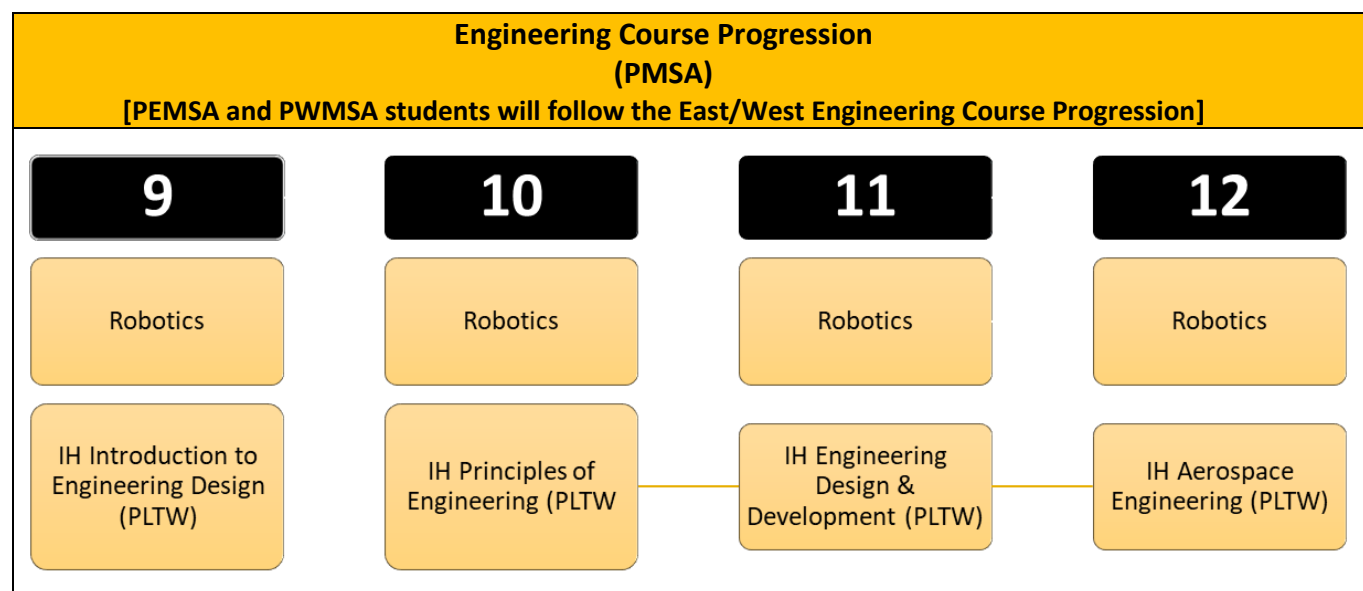 Engineering Course Progression
(PMSA)
[PEMSA and PWMSA students will follow the East/West Engineering Course Progression]
9
10
11
12
Robotics
Robotics
Robotics
Robotics
IH Introduction to
Engineering Design
(PLTW)
IH Principles of
Engineering (PLTW
IH Engineering
Design &
Development (PLTW)
IH Aerospace
Engineering (PLTW)